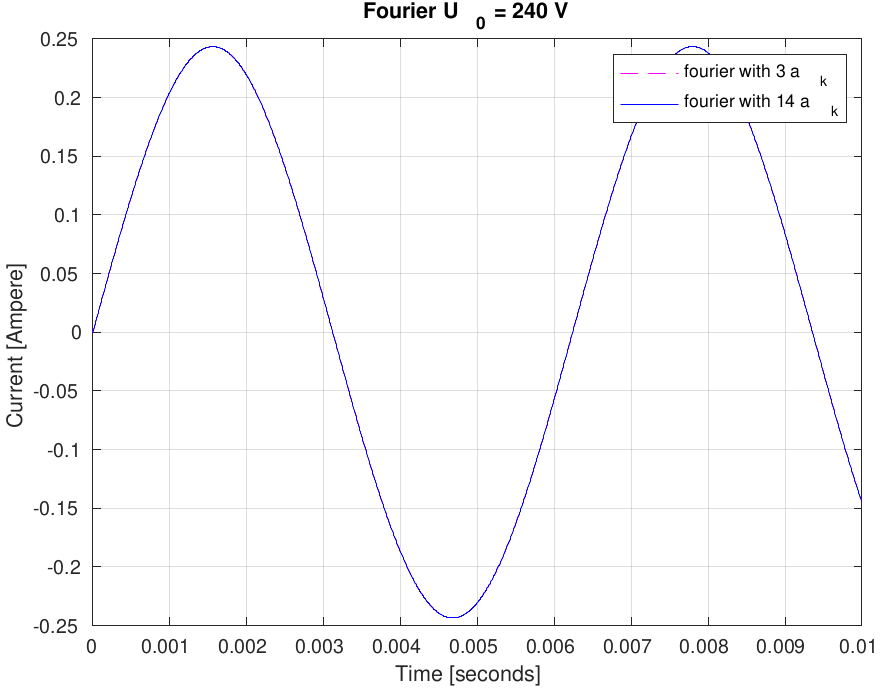 Fourier U 0 = 240 V
fourier with 3 a k
fourier with 14 a k
0.25
0.2
0.15
0.1
0.05
0
-0.05
-0.1
-0.15
-0.2
-0.25
Current [Ampere]
0 0.001 0.002 0.003 0.004 0.005 0.006 0.007 0.008 0.009 0.01
Time [seconds]